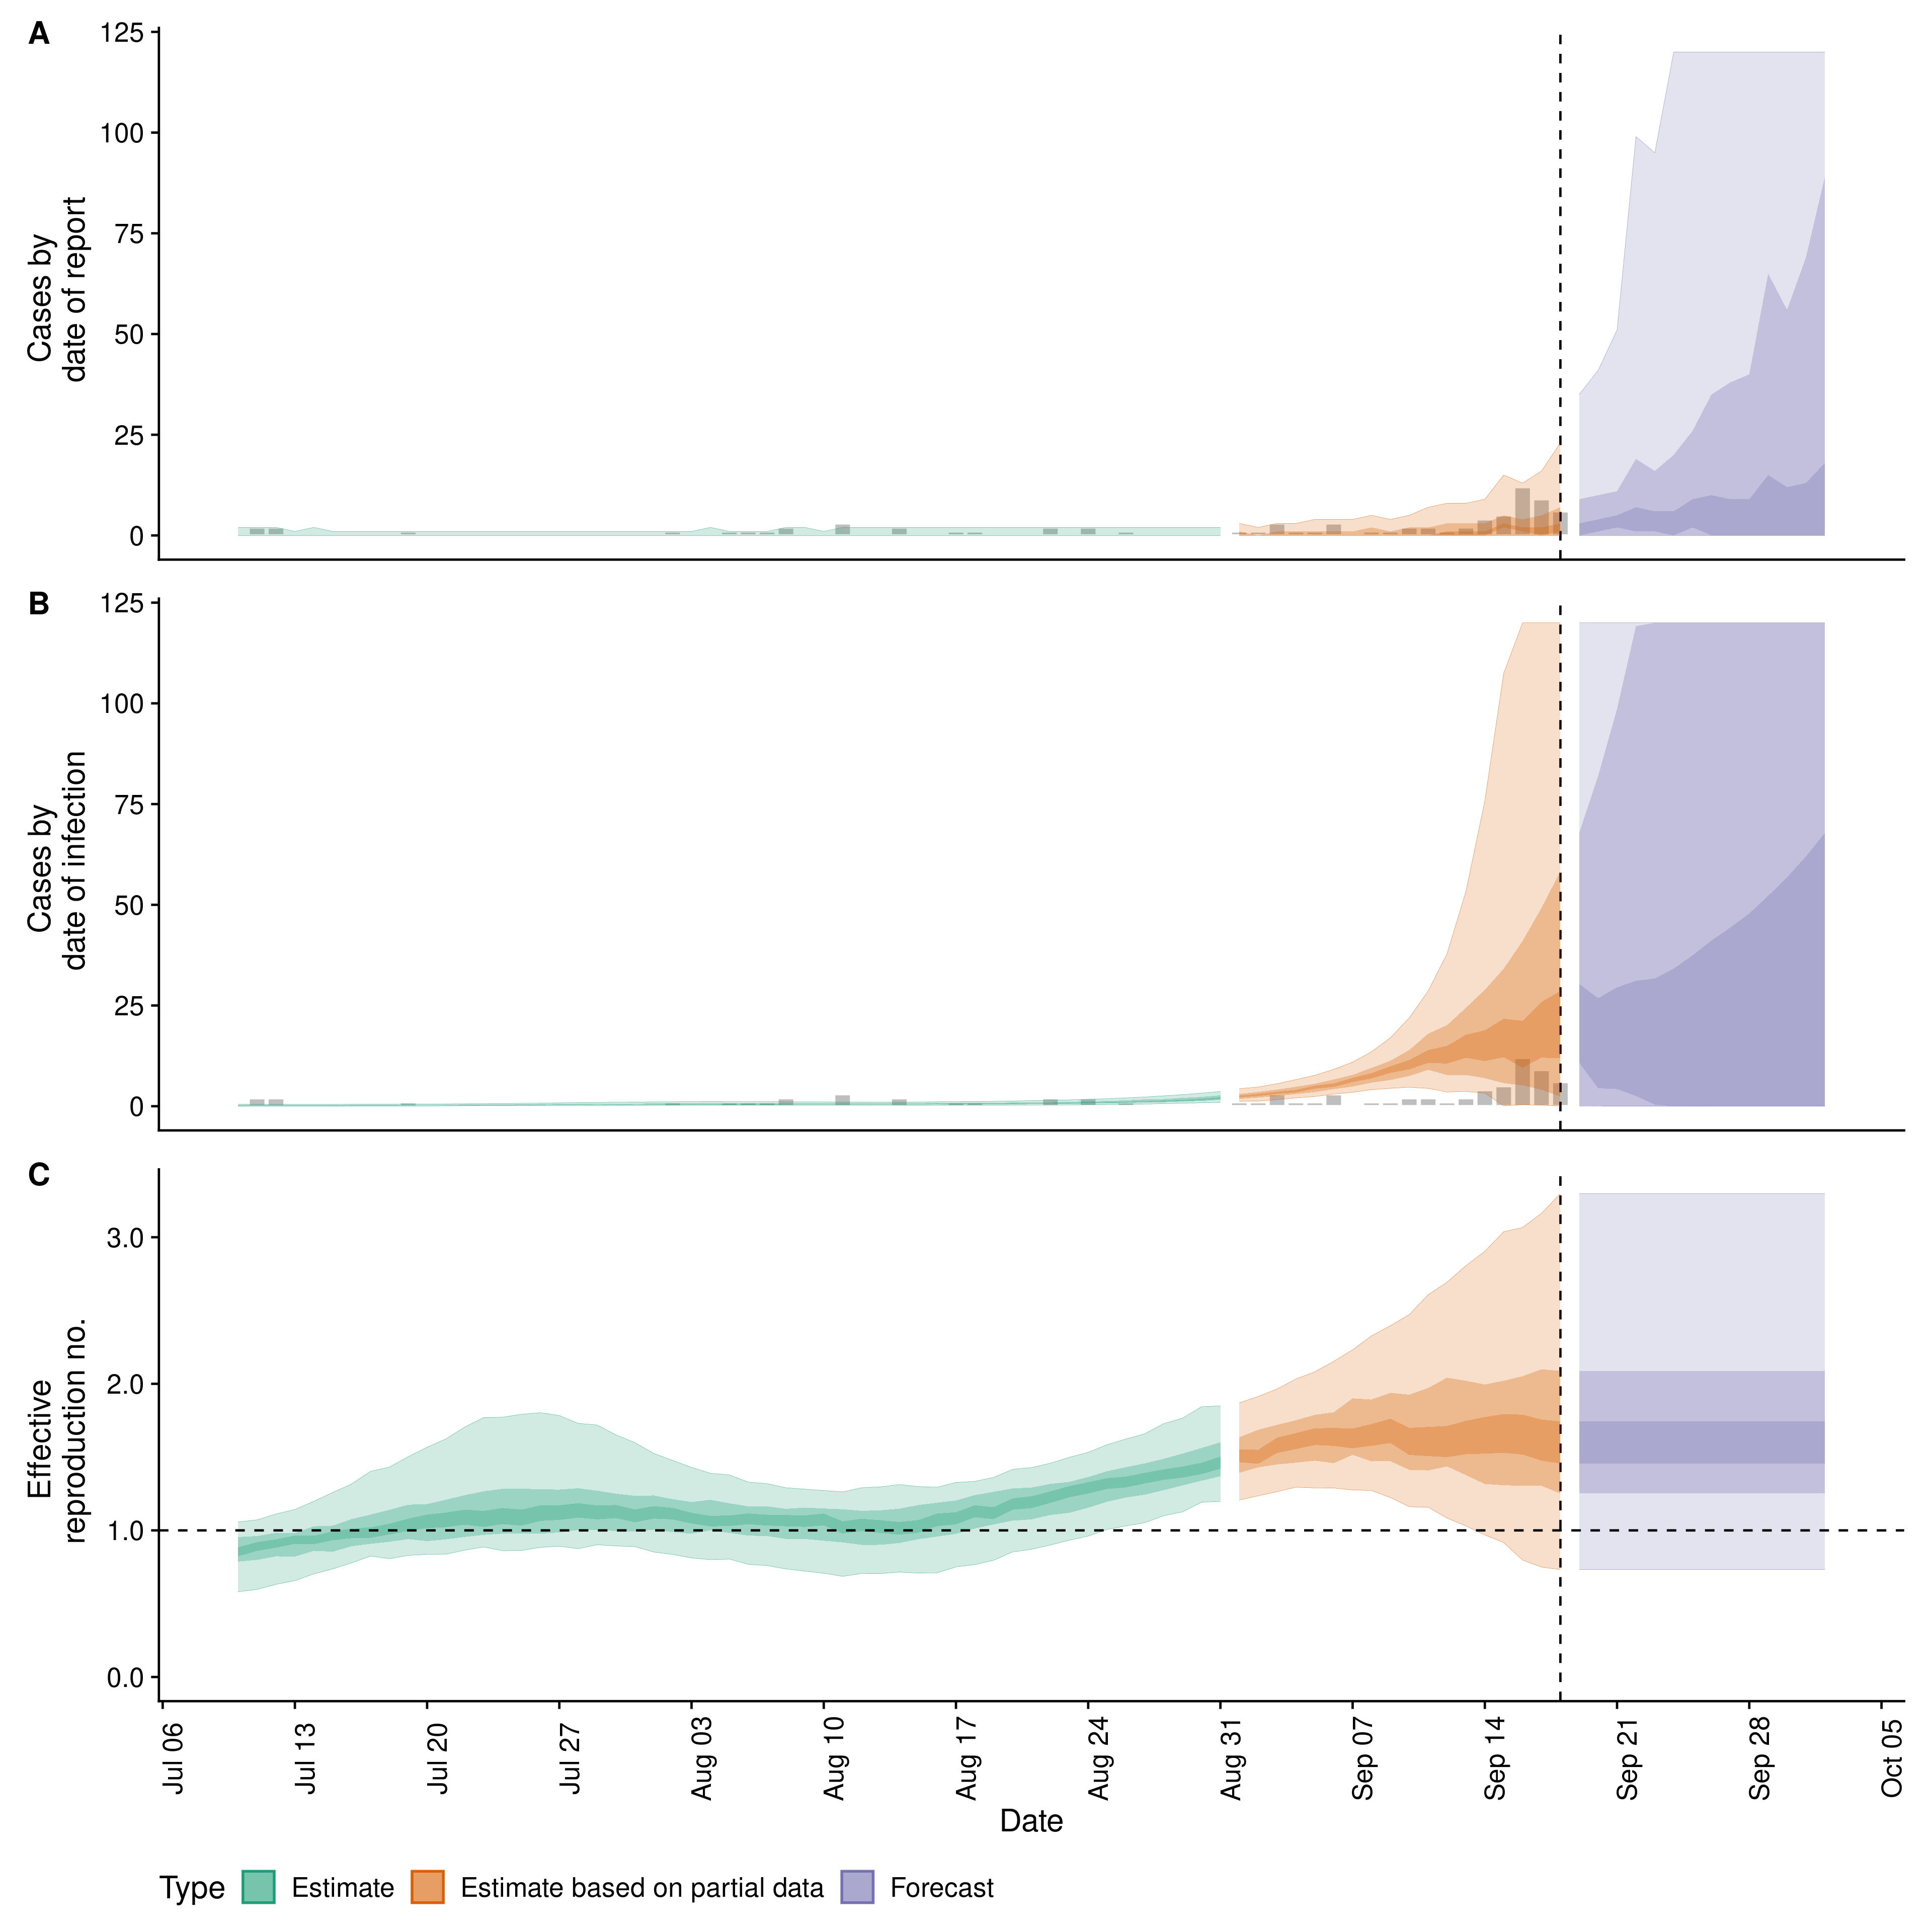 A
125
100
75
50
25
0
Cases by
date of report
B
125
100
75
50
25
0
Cases by
date of infection
C
3.0
2.0
1.0
0.0
Effective
reproduction no.
Jul 06
Jul 13
Jul 20
Jul 27
Aug 03
Aug 10
Aug 17
Aug 24
Aug 31
Sep 07
Sep 14
Sep 21
Sep 28
Oct 05
Date
Type Estimate Estimate based on partial data Forecast